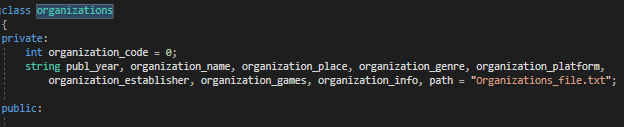 class organizations
{
private:
int organization_code = 0;
string publ_year, organization_name, organization_place, organization_genre, organization_platform,
organization_establisher, organization_games, organization_info, path = "Organizations_file.txt";
public: